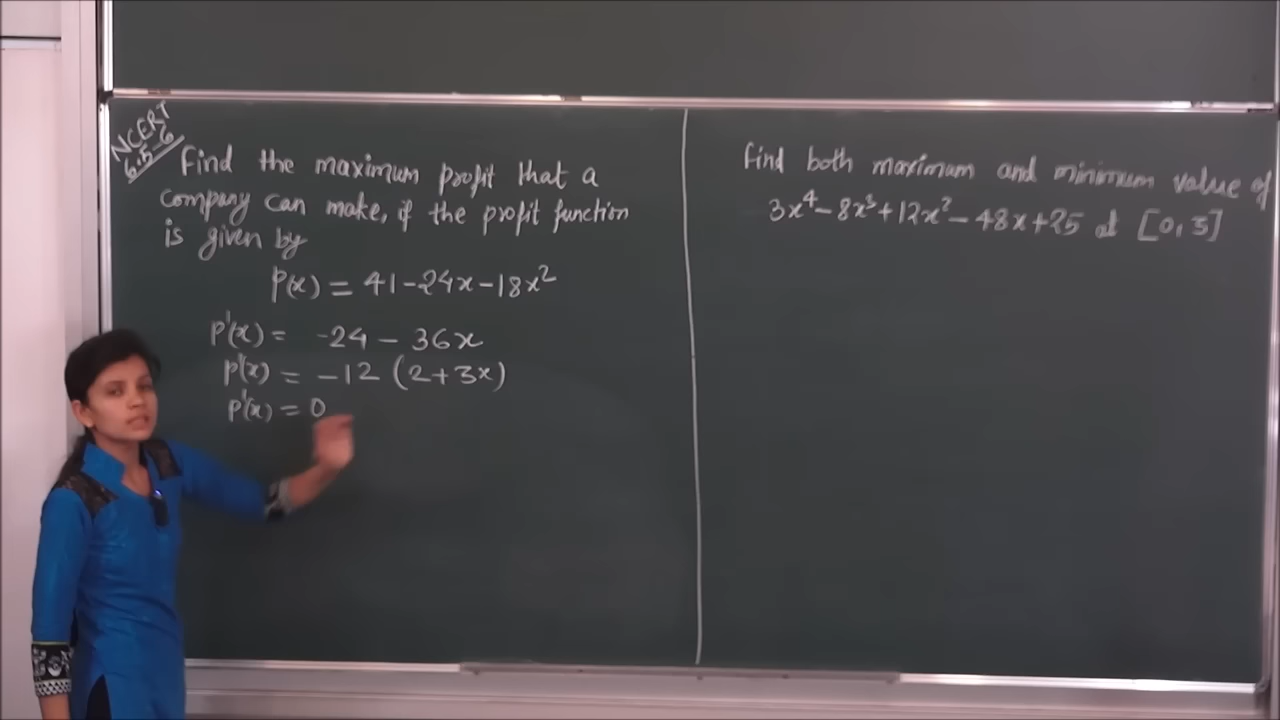 NCERT
6.5-6
Find the maximum profit that a
company can make, if the profit function
is given by
P(x) = 41-24x-18x²
P'(x) = -24 - 36x
P'(x) = -12 (2+3x)
P'(x) = 0
Find both maximum and minimum value of
3x⁴-8x³+12x²-48x+25 at [0, 3]